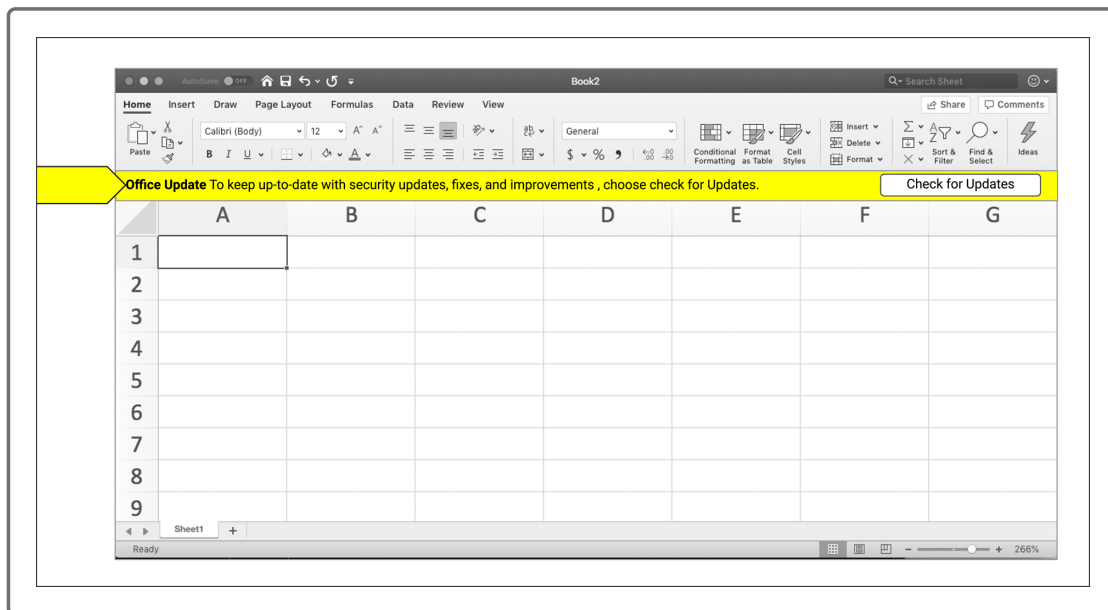 AutoSave OFF
Book2
Search Sheet
Home Insert Draw Page Layout Formulas Data Review View
Share Comments
Paste
Calibri (Body) 12 A^ A˅
B I U A
ab
General
$ % 9
Conditional Formatting
Format as Table
Cell Styles
Insert
Delete
Format
Sort & Filter
Find & Select
Ideas
Office Update To keep up-to-date with security updates, fixes, and improvements , choose check for Updates.
Check for Updates
A B C D E F G
1
2
3
4
5
6
7
8
9
Sheet1 +
Ready
266%